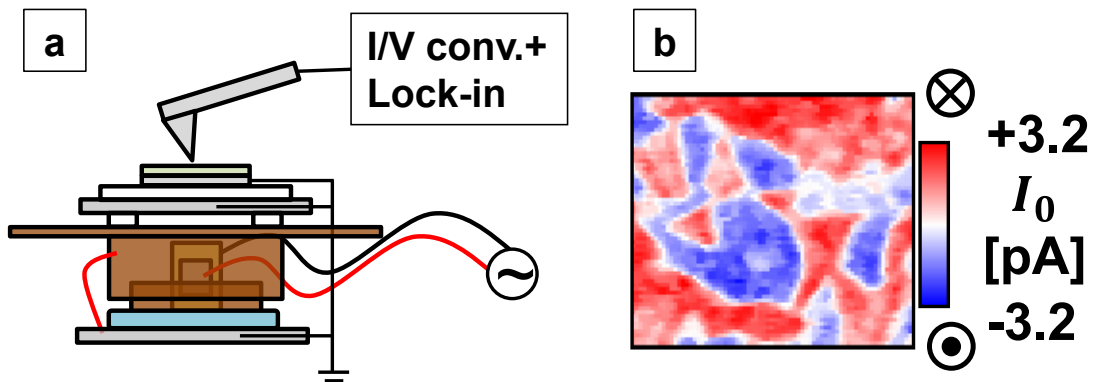 a
I/V conv.+
Lock-in
~
b
+3.2
I₀
[pA]
-3.2